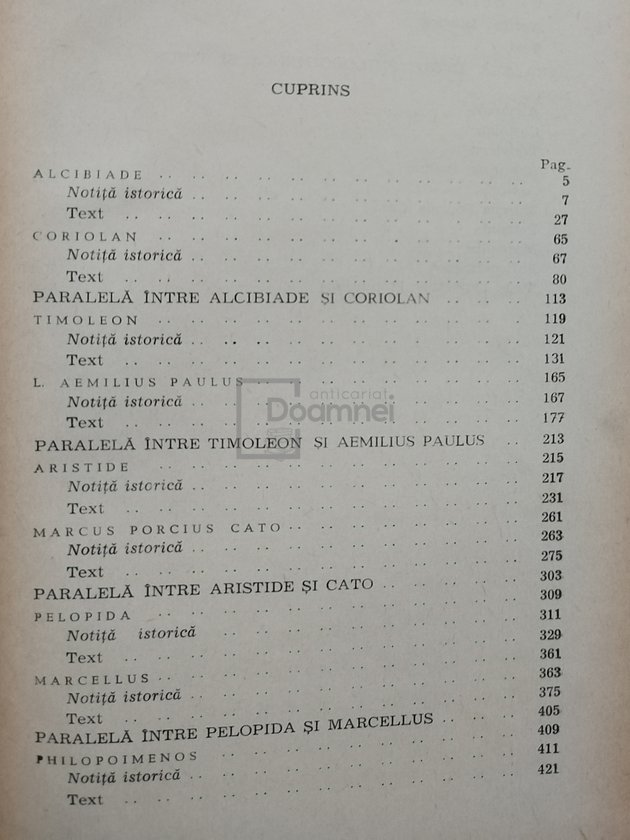 CUPRINS
Pag.
ALCIBIADE .. .. .. .. .. .. .. .. .. .. 5
Notiță istorică .. .. .. .. .. .. .. .. .. 7
Text .. .. .. .. .. .. .. .. .. .. .. 27
CORIOLAN .. .. .. .. .. .. .. .. .. .. 65
Notiță istorică .. .. .. .. .. .. .. .. .. 67
Text .. .. .. .. .. .. .. .. .. .. .. 80
PARALELĂ ÎNTRE ALCIBIADE ȘI CORIOLAN .. .. .. 113
TIMOLEON .. .. .. .. .. .. .. .. .. .. 119
Notiță istorică .. .. .. .. .. .. .. .. .. 121
Text .. .. .. .. .. .. .. .. .. .. .. 131
L. AEMILIUS PAULUS .. .. .. .. .. .. .. 165
Notiță istorică .. .. .. .. .. .. .. .. .. 167
Text .. .. .. .. .. .. .. .. .. .. .. 177
PARALELĂ ÎNTRE TIMOLEON ȘI AEMILIUS PAULUS .. 213
ARISTIDE .. .. .. .. .. .. .. .. .. .. 215
Notiță istorică .. .. .. .. .. .. .. .. .. 217
Text .. .. .. .. .. .. .. .. .. .. .. 231
MARCUS PORCIUS CATO .. .. .. .. .. .. 261
Notiță istorică .. .. .. .. .. .. .. .. .. 263
Text .. .. .. .. .. .. .. .. .. .. .. 275
PARALELĂ ÎNTRE ARISTIDE ȘI CATO .. .. .. .. 303
PELOPIDA .. .. .. .. .. .. .. .. .. .. 309
Notiță istorică .. .. .. .. .. .. .. .. 311
Text .. .. .. .. .. .. .. .. .. .. .. 329
MARCELLUS .. .. .. .. .. .. .. .. .. .. 361
Notiță istorică .. .. .. .. .. .. .. .. .. 363
Text .. .. .. .. .. .. .. .. .. .. .. 375
PARALELĂ ÎNTRE PELOPIDA ȘI MARCELLUS .. .. .. 405
PHILOPOIMENOS .. .. .. .. .. .. .. .. 409
Notiță istorică .. .. .. .. .. .. .. .. .. 411
Text .. .. .. .. .. .. .. .. .. .. .. 421
anticariat
Doamnei